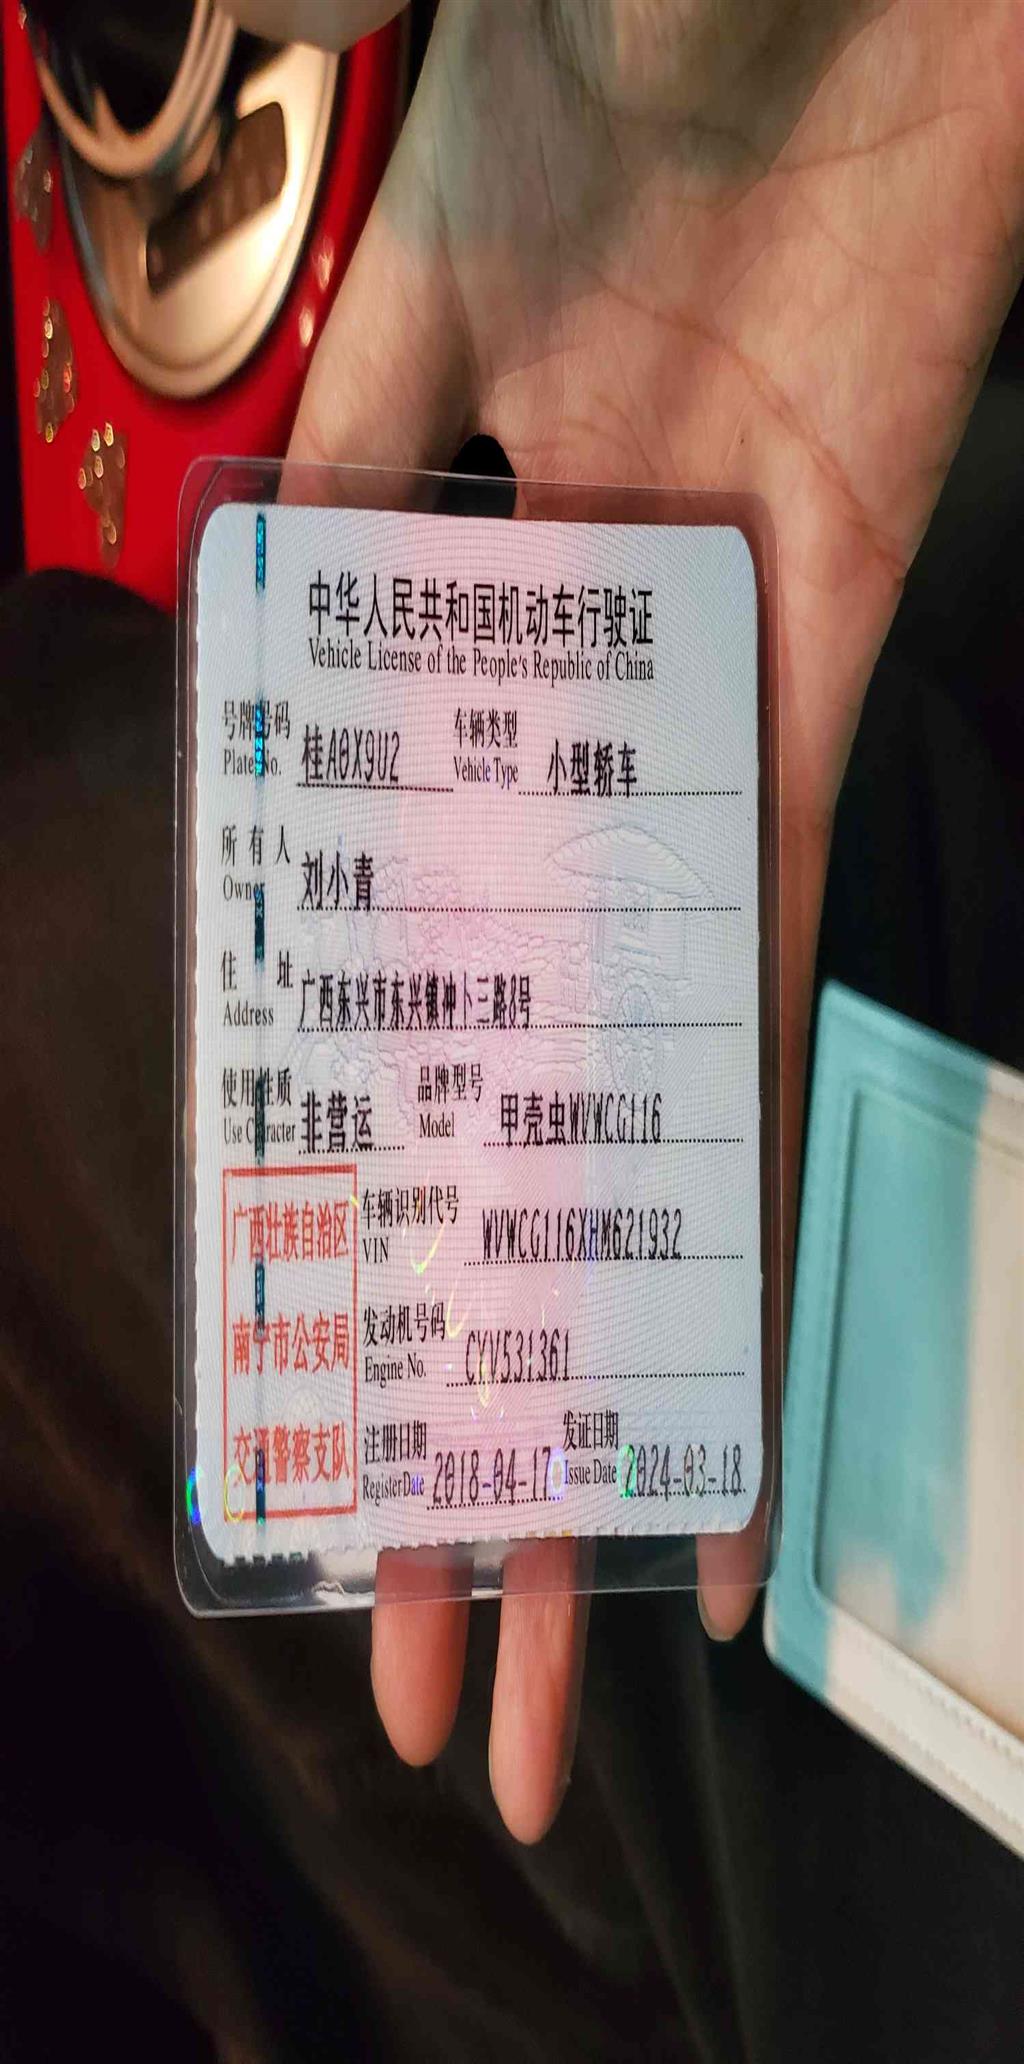 中华人民共和国机动车行驶证
Vehicle License of the People's Republic of China
号牌号码 桂A0X9U2 车辆类型 小型轿车
Plate No. Vehicle Type
所有人 刘小青
Owner
住址 广西东兴市东兴镇冲卜三路8号
Address
使用性质 非营运 品牌型号 甲壳虫WVWCG116
Use Character Model
广西壮族自治区
南宁市公安局
交通警察支队
车辆识别代号 WVWCG116XHM621932
VIN
发动机号码 CYV531361
Engine No.
注册日期 2018-04-17 发证日期 2024-03-18
Register Date Issue Date